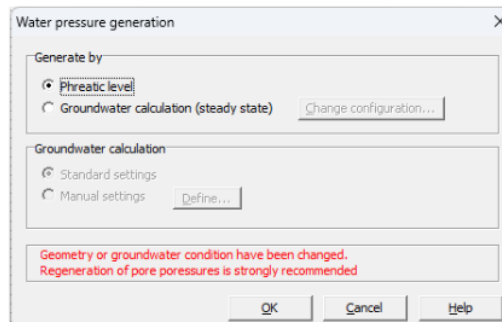 Water pressure generation
Generate by
Phreatic level
Groundwater calculation (steady state)
Change configuration...
Groundwater calculation
Standard settings
Manual settings
Define...
Geometry or groundwater condition have been changed.
Regeneration of pore poressures is strongly recommended
OK
Cancel
Help